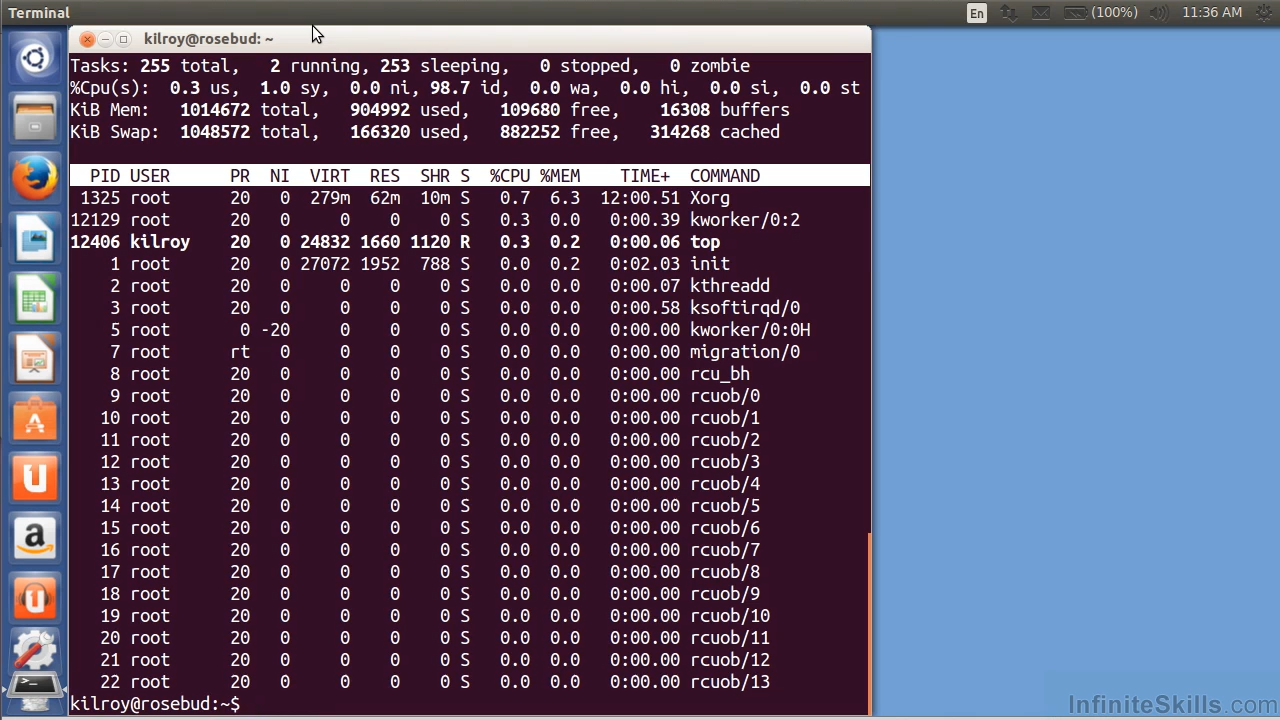 Terminal
En (100%) 11:36 AM
kilroy@rosebud: ~
Tasks: 255 total, 2 running, 253 sleeping, 0 stopped, 0 zombie
%Cpu(s): 0.3 us, 1.0 sy, 0.0 ni, 98.7 id, 0.0 wa, 0.0 hi, 0.0 si, 0.0 st
KiB Mem: 1014672 total, 904992 used, 109680 free, 16308 buffers
KiB Swap: 1048572 total, 166320 used, 882252 free, 314268 cached
PID USER PR NI VIRT RES SHR S %CPU %MEM TIME+ COMMAND
1325 root 20 0 279m 62m 10m S 0.7 6.3 12:00.51 Xorg
12129 root 20 0 0 0 0 S 0.3 0.0 0:00.39 kworker/0:2
12406 kilroy 20 0 24832 1660 1120 R 0.3 0.2 0:00.06 top
1 root 20 0 27072 1952 788 S 0.0 0.2 0:02.03 init
2 root 20 0 0 0 0 S 0.0 0.0 0:00.07 kthreadd
3 root 20 0 0 0 0 S 0.0 0.0 0:00.58 ksoftirqd/0
5 root 0 -20 0 0 0 S 0.0 0.0 0:00.00 kworker/0:0H
7 root rt 0 0 0 0 S 0.0 0.0 0:00.00 migration/0
8 root 20 0 0 0 0 S 0.0 0.0 0:00.00 rcu_bh
9 root 20 0 0 0 0 S 0.0 0.0 0:00.00 rcuob/0
10 root 20 0 0 0 0 S 0.0 0.0 0:00.00 rcuob/1
11 root 20 0 0 0 0 S 0.0 0.0 0:00.00 rcuob/2
12 root 20 0 0 0 0 S 0.0 0.0 0:00.00 rcuob/3
13 root 20 0 0 0 0 S 0.0 0.0 0:00.00 rcuob/4
14 root 20 0 0 0 0 S 0.0 0.0 0:00.00 rcuob/5
15 root 20 0 0 0 0 S 0.0 0.0 0:00.00 rcuob/6
16 root 20 0 0 0 0 S 0.0 0.0 0:00.00 rcuob/7
17 root 20 0 0 0 0 S 0.0 0.0 0:00.00 rcuob/8
18 root 20 0 0 0 0 S 0.0 0.0 0:00.00 rcuob/9
19 root 20 0 0 0 0 S 0.0 0.0 0:00.00 rcuob/10
20 root 20 0 0 0 0 S 0.0 0.0 0:00.00 rcuob/11
21 root 20 0 0 0 0 S 0.0 0.0 0:00.00 rcuob/12
22 root 20 0 0 0 0 S 0.0 0.0 0:00.00 rcuob/13
kilroy@rosebud:~$
InfiniteSkills.com